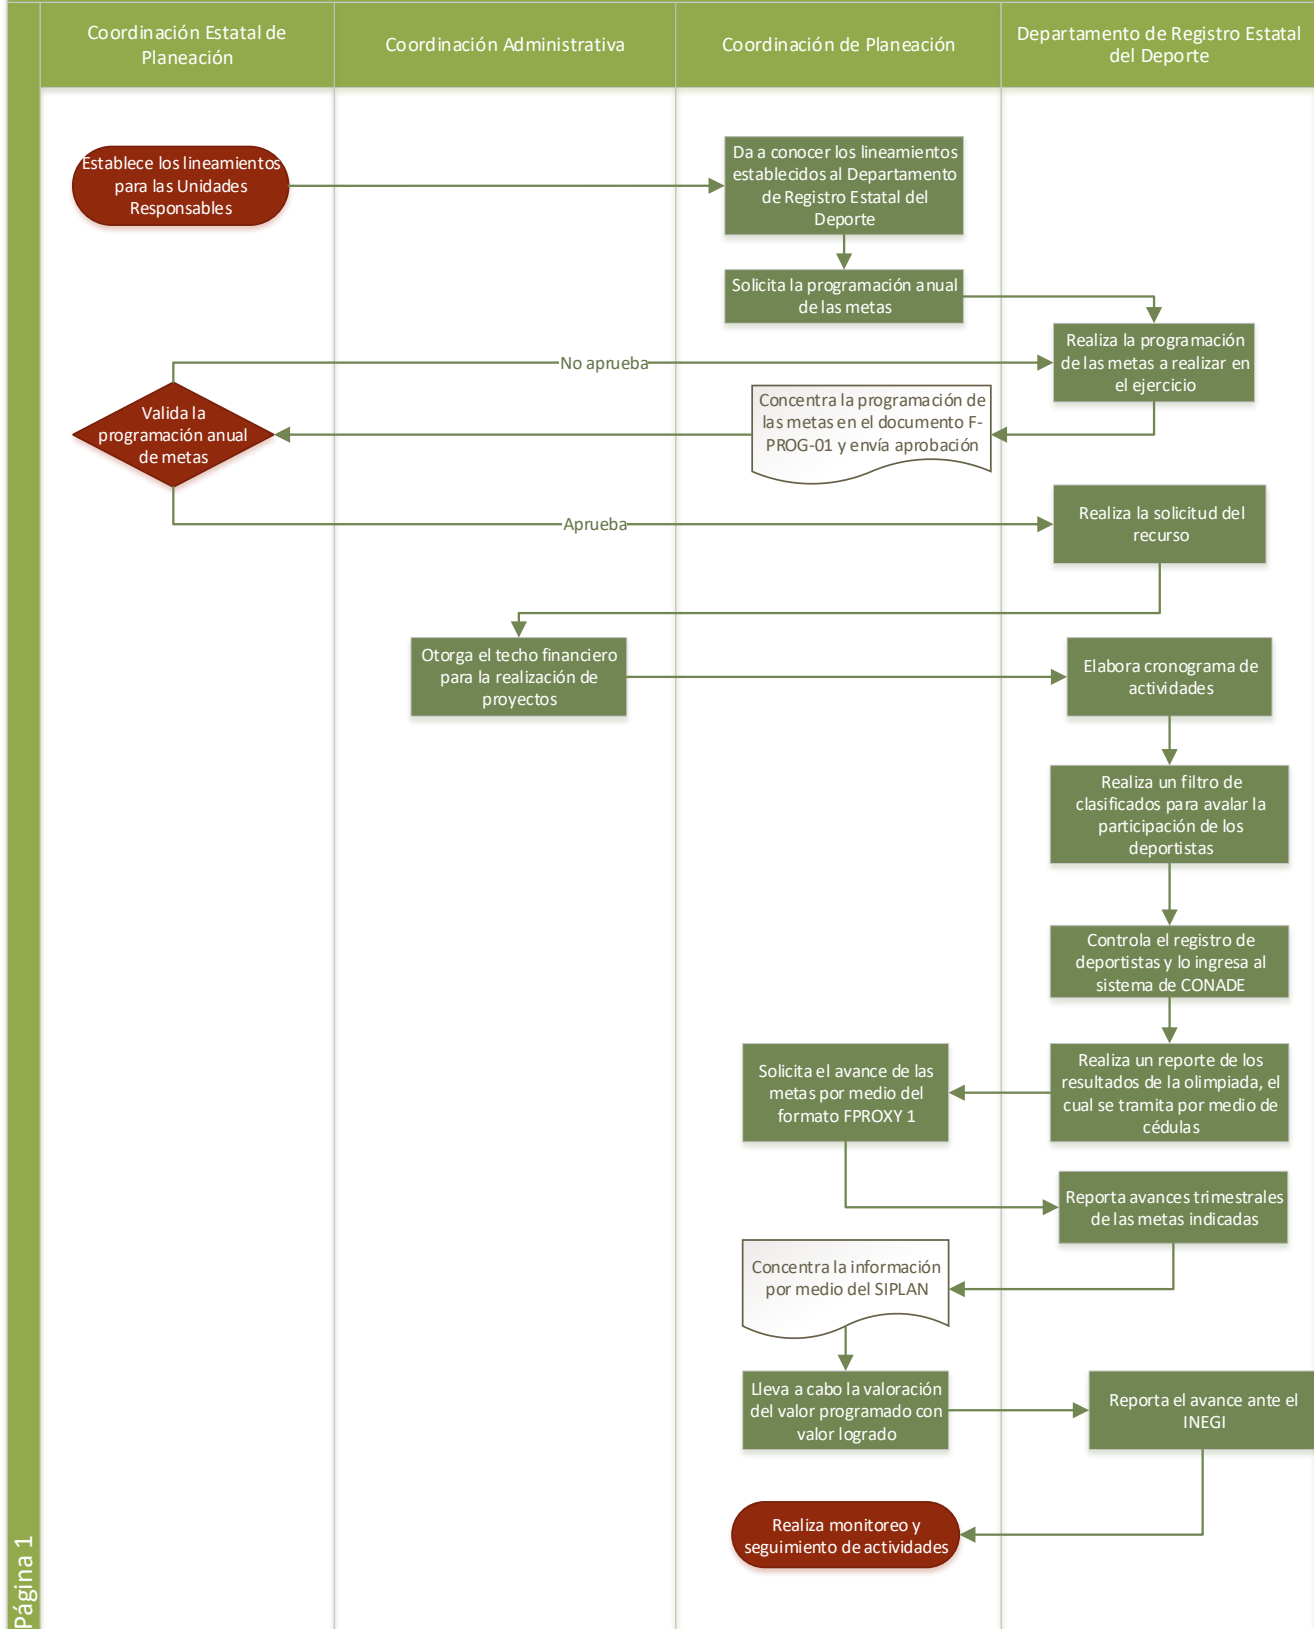 Coordinación Estatal de
Planeación
Coordinación Administrativa
Coordinación de Planeación
Departamento de Registro Estatal
del Deporte
Establece los lineamientos
para las Unidades
Responsables
Da a conocer los lineamientos
establecidos al Departamento
de Registro Estatal del
Deporte
Solicita la programación anual
de las metas
Realiza la programación
de las metas a realizar en
el ejercicio
No aprueba
Concentra la programación de
las metas en el documento F-
PROG-01 y envía aprobación
Valida la
programación anual
de metas
Aprueba
Realiza la solicitud del
recurso
Otorga el techo financiero
para la realización de
proyectos
Elabora cronograma de
actividades
Realiza un filtro de
clasificados para avalar la
participación de los
deportistas
Controla el registro de
deportistas y lo ingresa al
sistema de CONADE
Realiza un reporte de los
resultados de la olimpiada, el
cual se tramita por medio de
cédulas
Solicita el avance de las
metas por medio del
formato FPROXY 1
Reporta avances trimestrales
de las metas indicadas
Concentra la información
por medio del SIPLAN
Lleva a cabo la valoración
del valor programado con
valor logrado
Reporta el avance ante el
INEGI
Realiza monitoreo y
seguimiento de actividades
Página 1